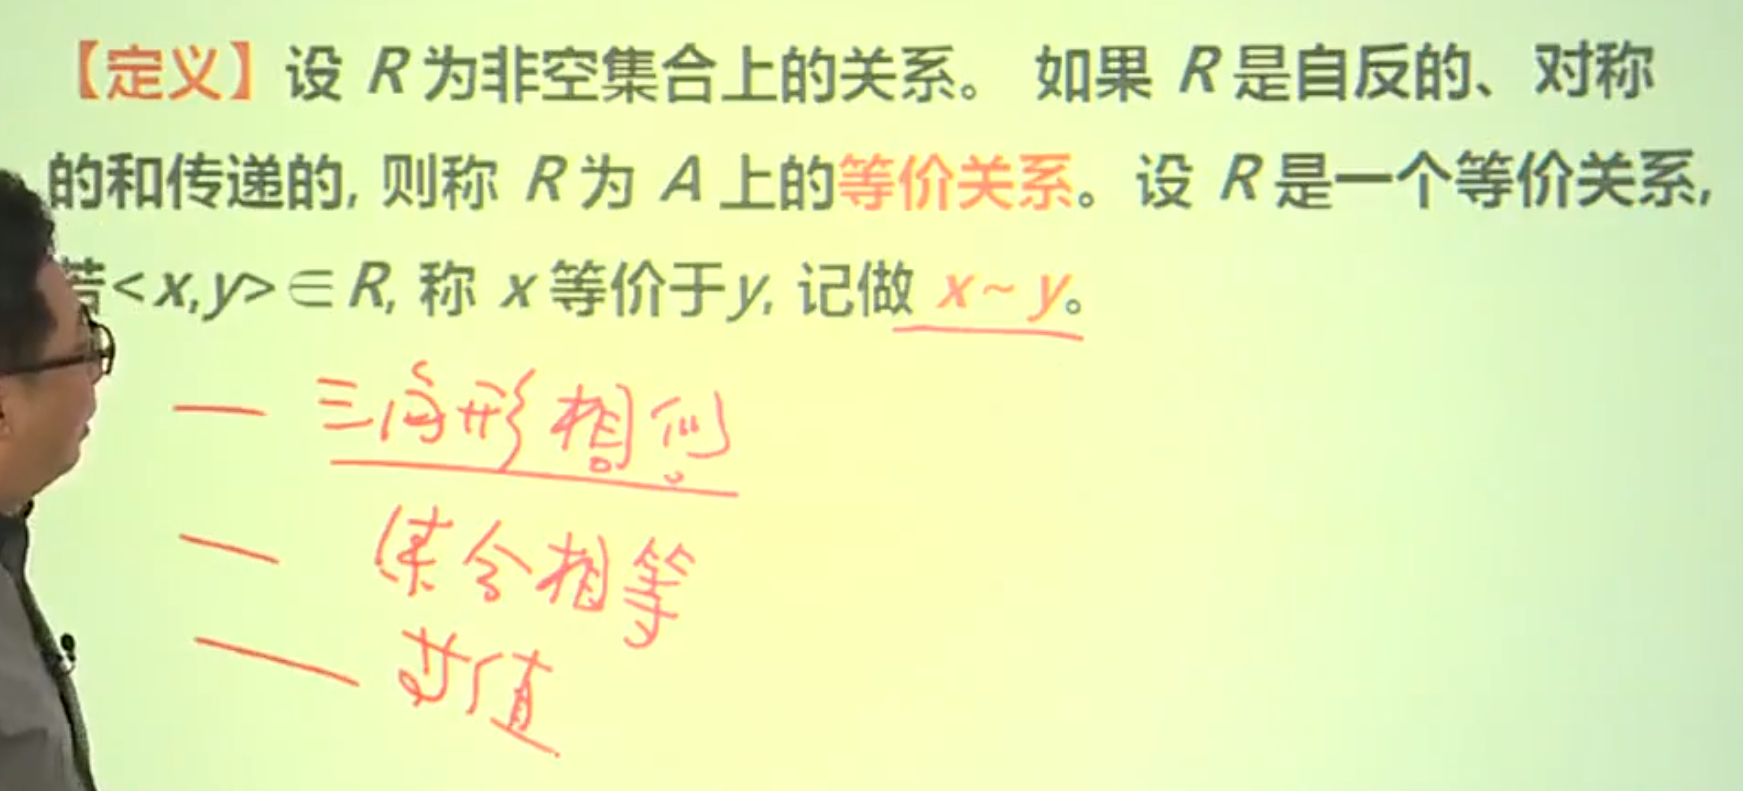 【定义】设 R 为非空集合上的关系。 如果 R 是自反的、对称
的和传递的, 则称 R 为 A 上的等价关系。设 R 是一个等价关系,
若<x,y>∈R, 称 x 等价于y, 记做 x~y。
— 三角形相似
— 集合相等
— 等值